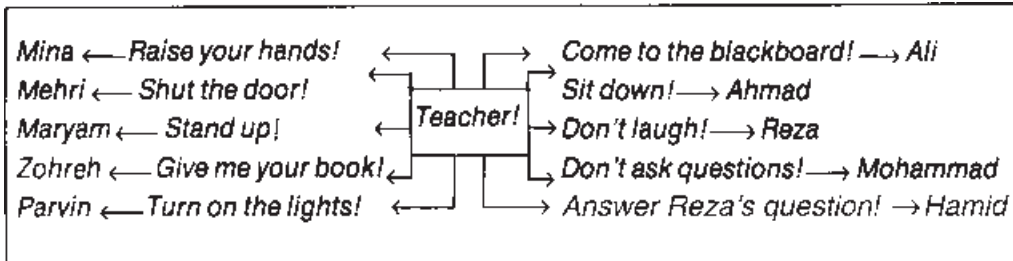 Mina ← Raise your hands! Come to the blackboard! → Ali
Mehri ← Shut the door! Sit down! → Ahmad
Maryam ← Stand up! Teacher! Don't laugh! → Reza
Zohreh ← Give me your book! Don't ask questions! → Mohammad
Parvin ← Turn on the lights! Answer Reza's question! → Hamid